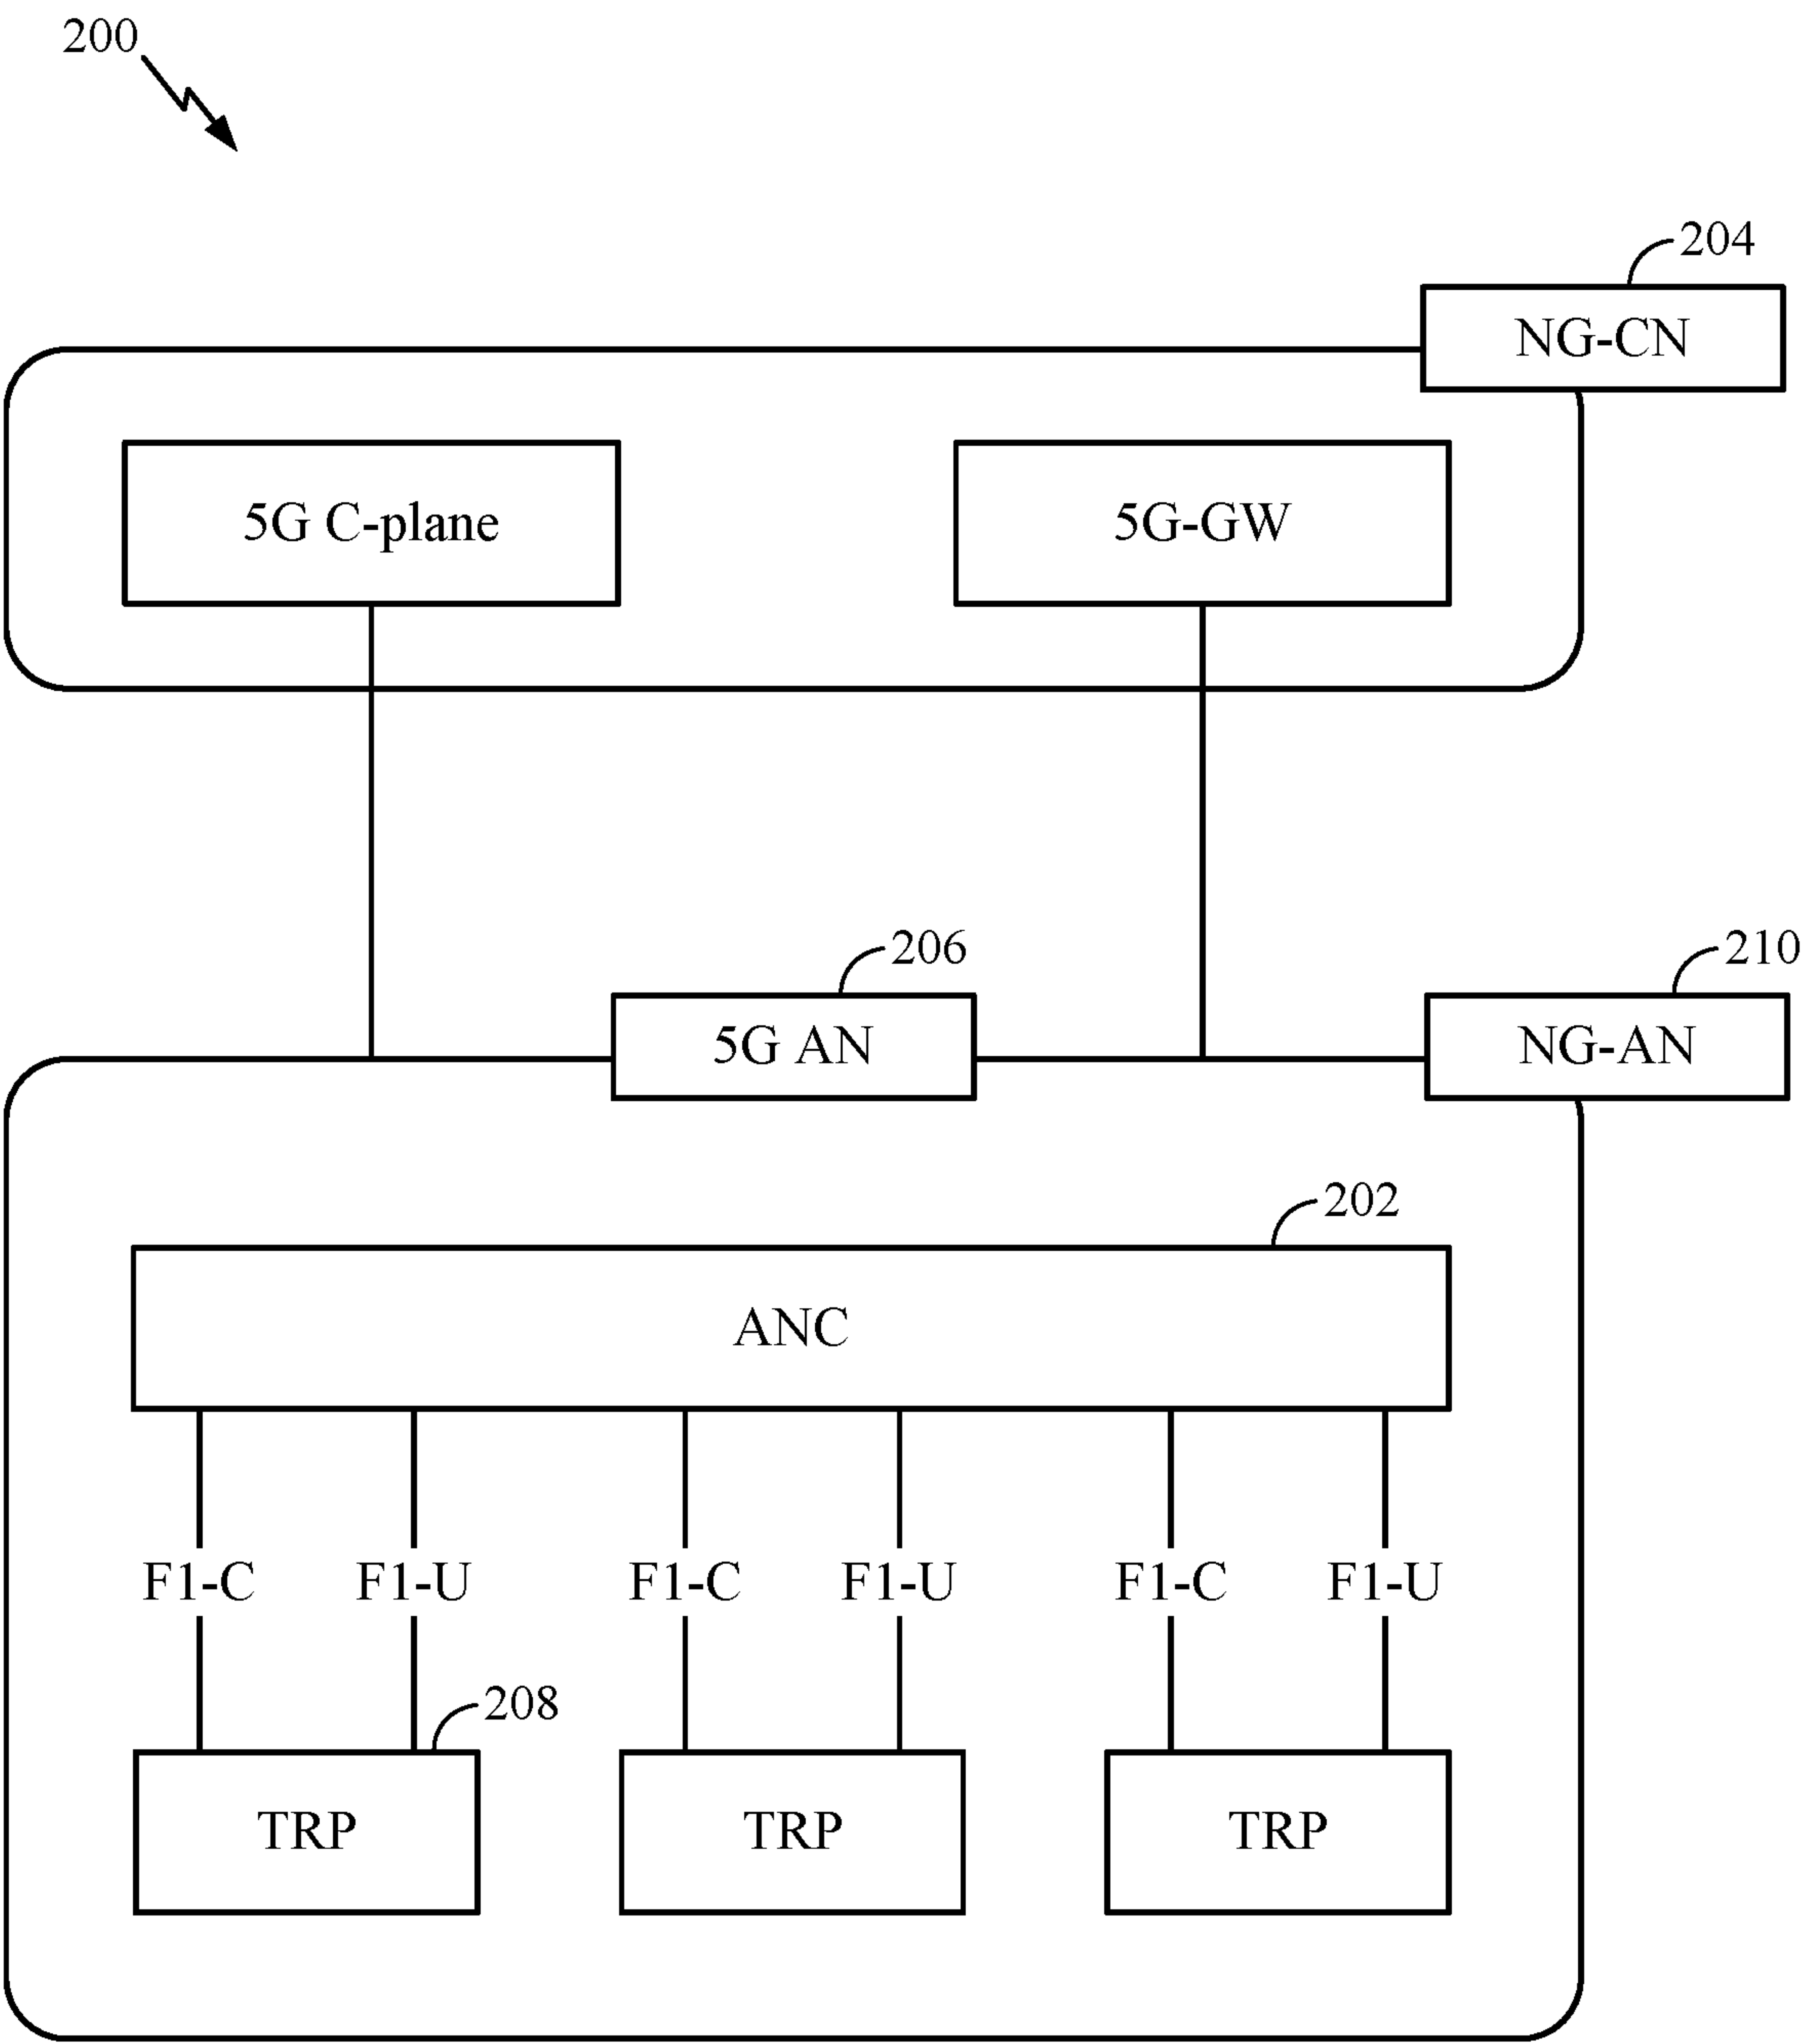 200
204
NG-CN
5G C-plane
5G-GW
206
210
5G AN
NG-AN
202
ANC
F1-C F1-U F1-C F1-U F1-C F1-U
208
TRP TRP TRP